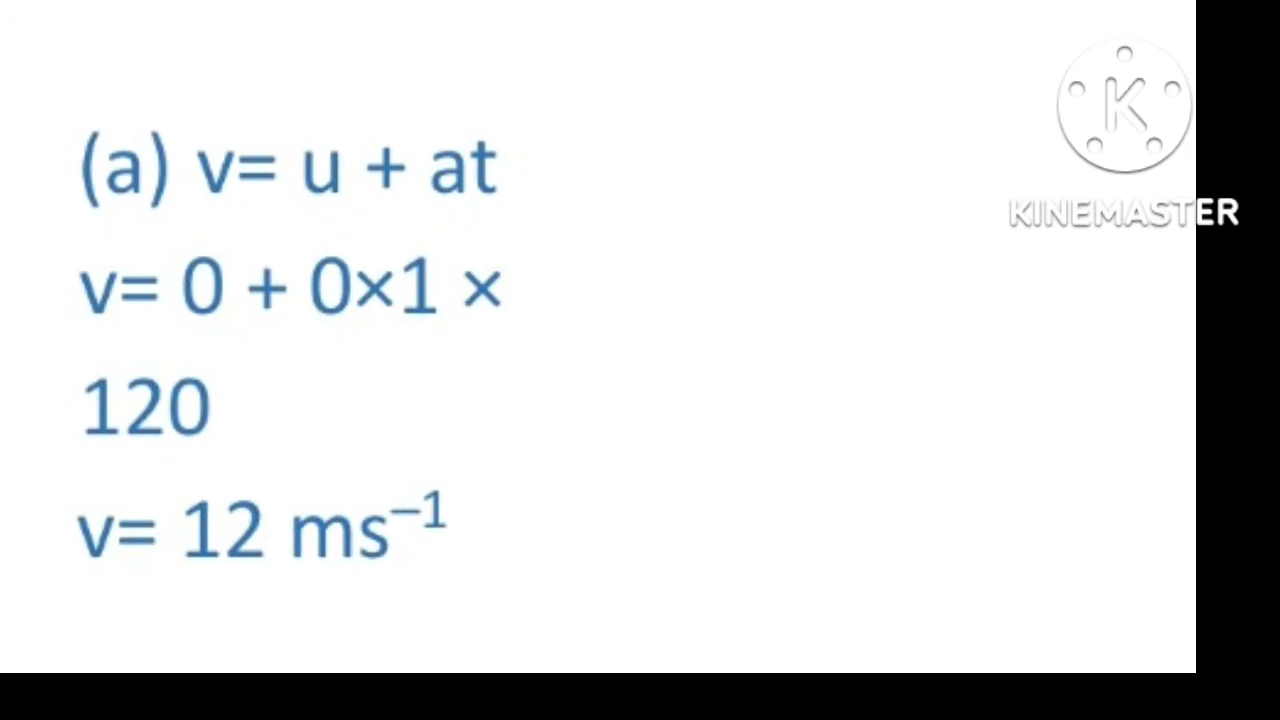 (a) v= u + at
v= 0 + 0×1 ×
120
v= 12 ms⁻¹
K
KINEMASTER